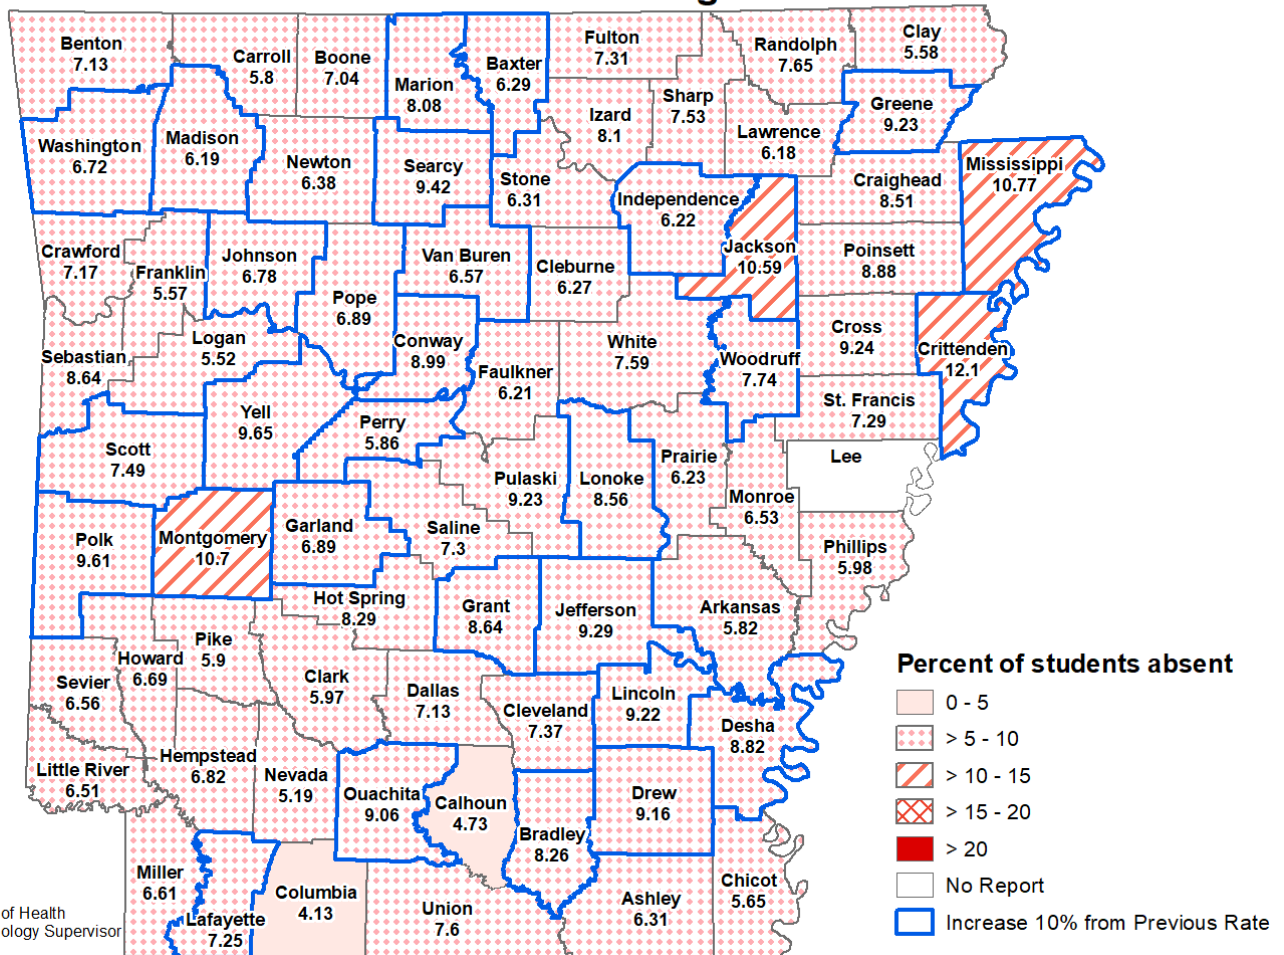 Benton
7.13
Carroll
5.8
Boone
7.04
Marion
8.08
Baxter
6.29
Fulton
7.31
Randolph
7.65
Clay
5.58
Izard
8.1
Sharp
7.53
Lawrence
6.18
Greene
9.23
Washington
6.72
Madison
6.19
Newton
6.38
Searcy
9.42
Stone
6.31
Independence
6.22
Craighead
8.51
Mississippi
10.77
Crawford
7.17
Franklin
5.57
Johnson
6.78
Pope
6.89
Van Buren
6.57
Cleburne
6.27
Jackson
10.59
Poinsett
8.88
Sebastian
8.64
Logan
5.52
Conway
8.99
Faulkner
6.21
White
7.59
Woodruff
7.74
Cross
9.24
Crittenden
12.1
St. Francis
7.29
Scott
7.49
Yell
9.65
Perry
5.86
Pulaski
9.23
Lonoke
8.56
Prairie
6.23
Monroe
6.53
Lee
Polk
9.61
Montgomery
10.7
Garland
6.89
Saline
7.3
Phillips
5.98
Hot Spring
8.29
Grant
8.64
Jefferson
9.29
Arkansas
5.82
Sevier
6.56
Howard
6.69
Pike
5.9
Clark
5.97
Dallas
7.13
Cleveland
7.37
Lincoln
9.22
Desha
8.82
Little River
6.51
Hempstead
6.82
Nevada
5.19
Ouachita
9.06
Calhoun
4.73
Bradley
8.26
Drew
9.16
Miller
6.61
Lafayette
7.25
Columbia
4.13
Union
7.6
Ashley
6.31
Chicot
5.65
Percent of students absent
0 - 5
> 5 - 10
> 10 - 15
> 15 - 20
> 20
No Report
Increase 10% from Previous Rate
of Health
ology Supervisor